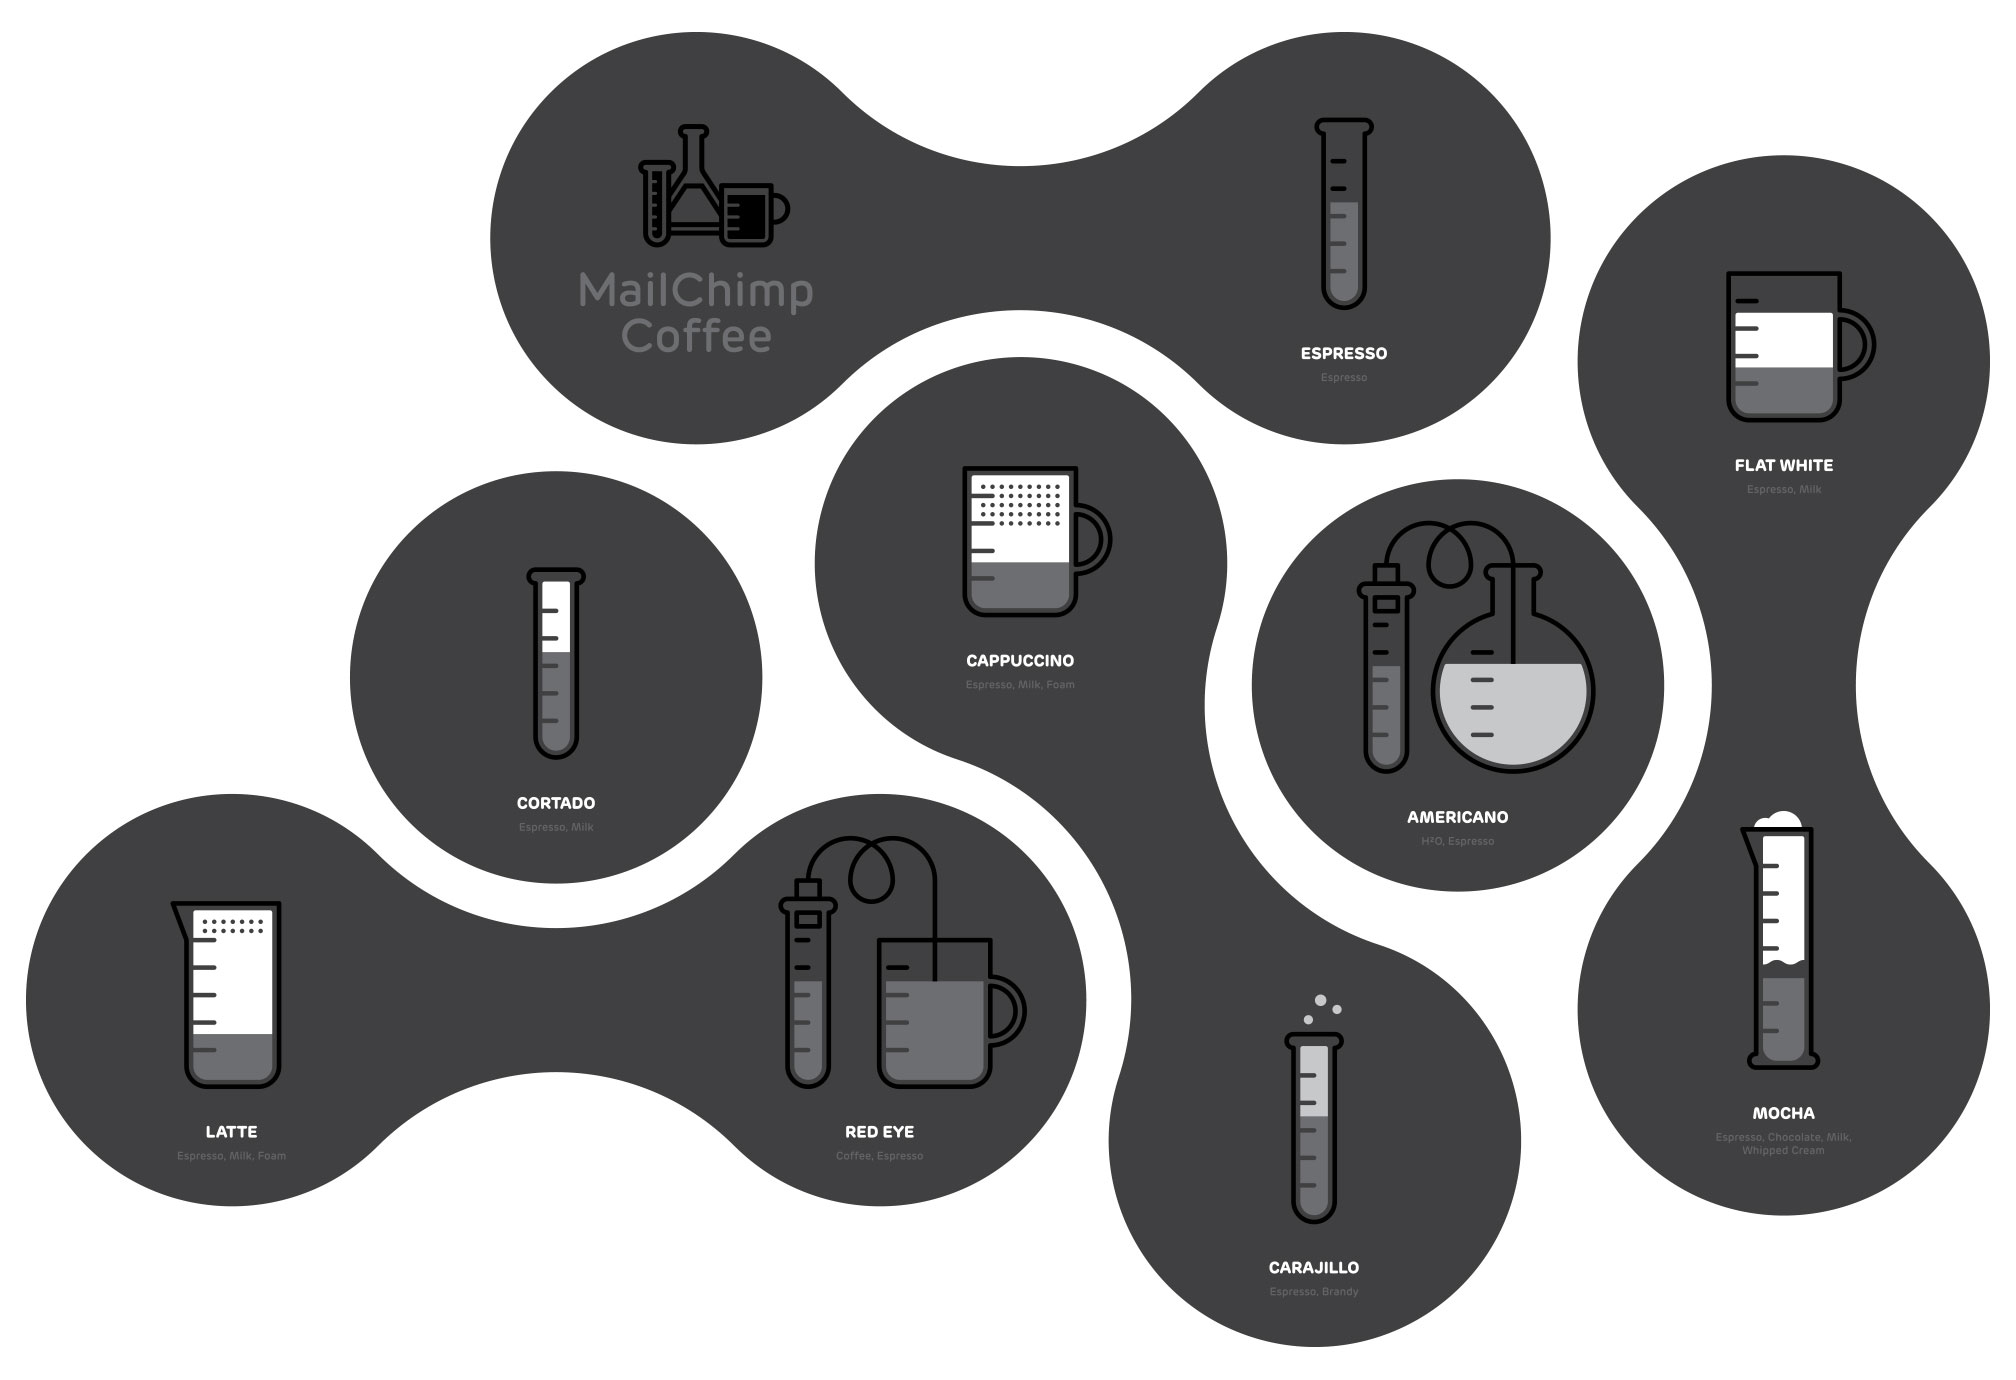 MailChimp
Coffee
ESPRESSO
Espresso
FLAT WHITE
Espresso, Milk
CAPPUCCINO
Espresso, Milk, Foam
CORTADO
Espresso, Milk
AMERICANO
H²O, Espresso
LATTE
Espresso, Milk, Foam
RED EYE
Coffee, Espresso
MOCHA
Espresso, Chocolate, Milk,
Whipped Cream
CARAJILLO
Espresso, Brandy